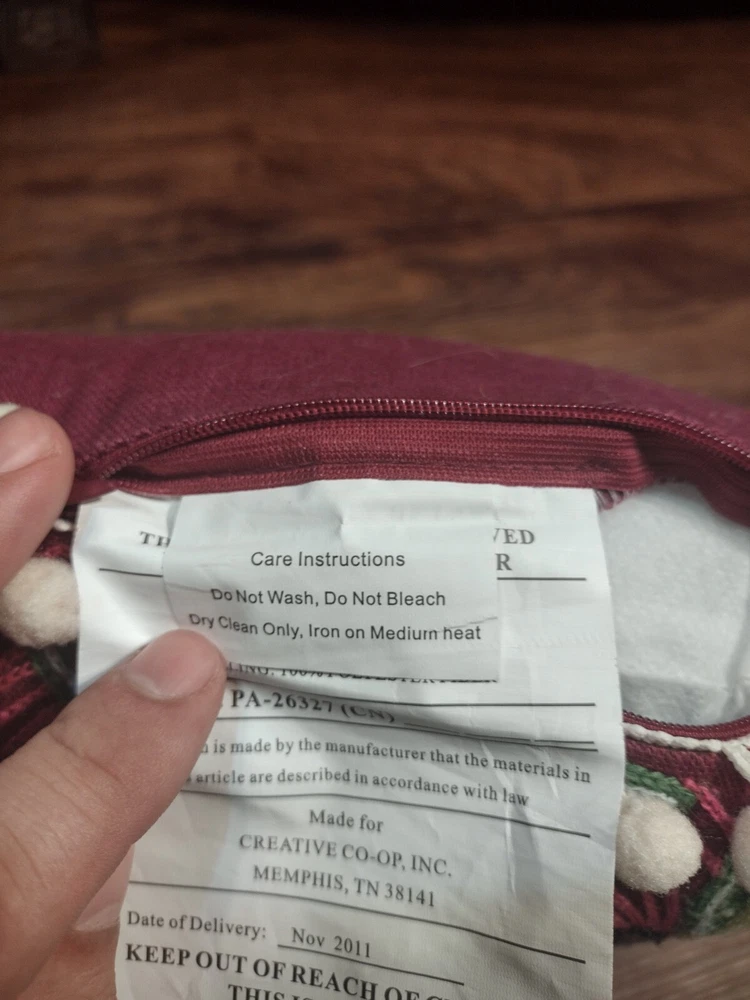 Care Instructions
Do Not Wash, Do Not Bleach
Dry Clean Only, Iron on Medium heat
PA-26327 (CN)
is made by the manufacturer that the materials in
article are described in accordance with law
Made for
CREATIVE CO-OP, INC.
MEMPHIS, TN 38141
Date of Delivery: Nov 2011
KEEP OUT OF REACH OF
THIS